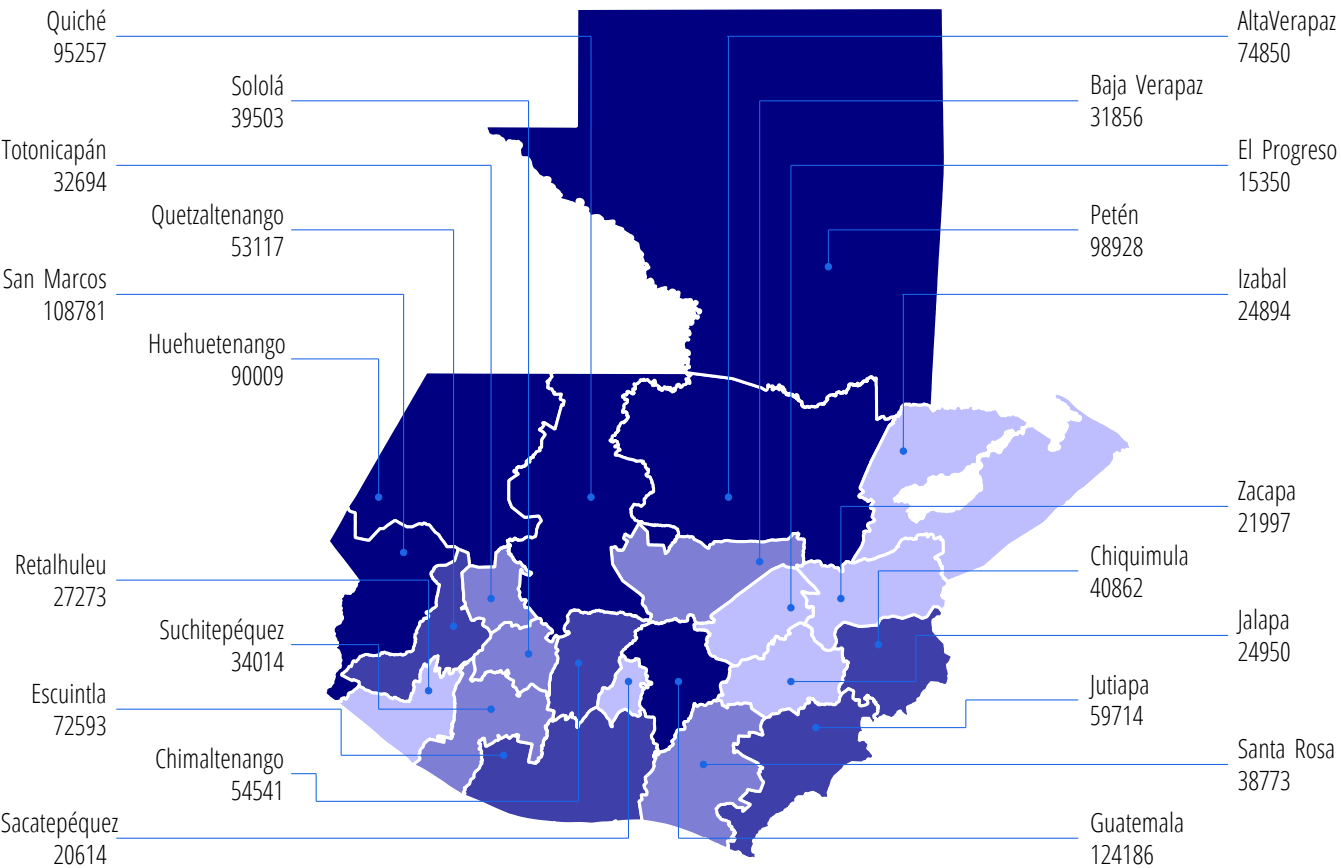 Quiché
95257
Sololá
39503
Totonicapán
32694
Quetzaltenango
53117
San Marcos
108781
Huehuetenango
90009
Retalhuleu
27273
Suchitepéquez
34014
Escuintla
72593
Chimaltenango
54541
Sacatepéquez
20614
AltaVerapaz
74850
Baja Verapaz
31856
El Progreso
15350
Petén
98928
Izabal
24894
Zacapa
21997
Chiquimula
40862
Jalapa
24950
Jutiapa
59714
Santa Rosa
38773
Guatemala
124186